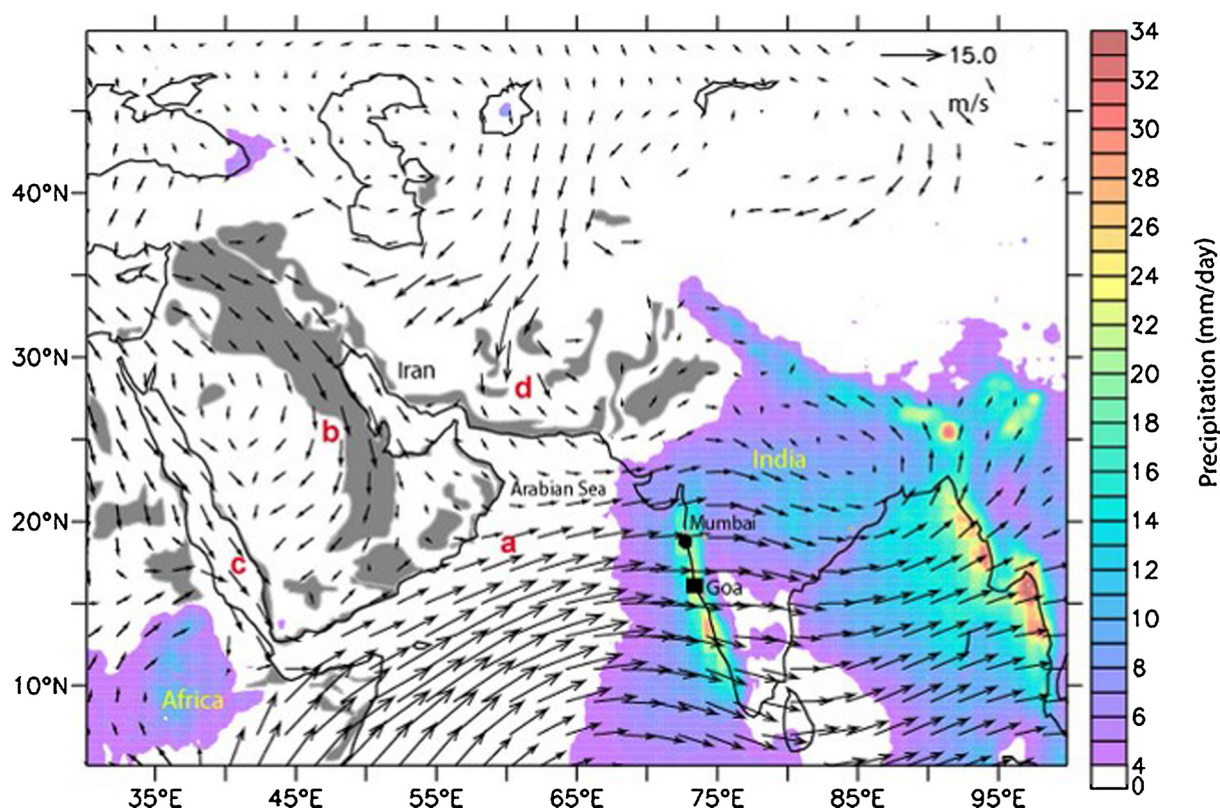 15.0
m/s
40°N
30°N
20°N
10°N
35°E
45°E
55°E
65°E
75°E
85°E
95°E
Iran
d
b
India
Arabian Sea
a
Mumbai
c
Goa
Africa
34
32
30
28
26
24
22
20
18
16
14
12
10
8
6
4
0
Precipitation (mm/day)